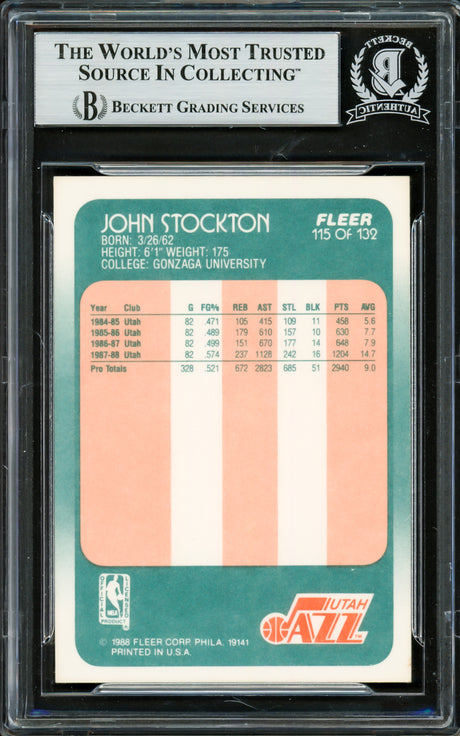 THE WORLD'S MOST TRUSTED
SOURCE IN COLLECTING™
B BECKETT GRADING SERVICES
BECKETT
AUTHENTIC
JOHN STOCKTON
BORN: 3/26/62
HEIGHT: 6'1" WEIGHT: 175
COLLEGE: GONZAGA UNIVERSITY
FLEER
115 OF 132
Year Club G FG% REB AST STL BLK PTS AVG
1984-85 Utah 82 .471 105 415 109 11 458 5.6
1985-86 Utah 82 .489 179 610 157 10 630 7.7
1986-87 Utah 82 .499 151 670 177 14 648 7.9
1987-88 Utah 82 .574 237 1128 242 16 1204 14.7
Pro Totals 328 .521 672 2823 685 51 2940 9.0
OFFICIAL LICENSED
NBA
PRODUCT
UTAH
JAZZ
© 1988 FLEER CORP. PHILA. 19141
PRINTED IN U.S.A.